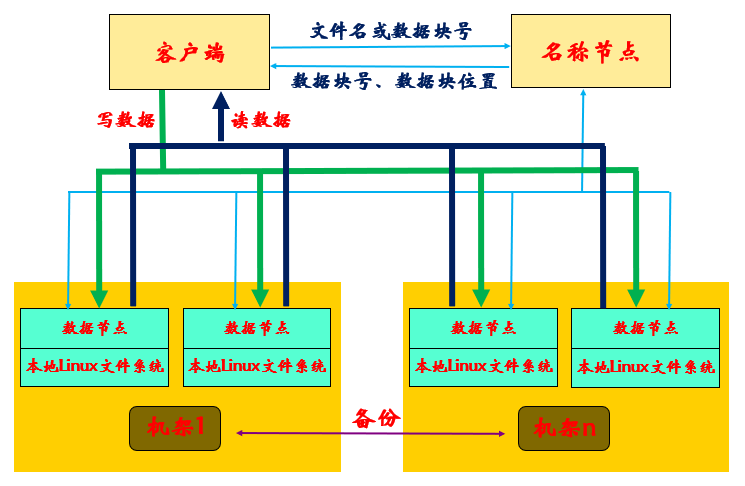 客户端
文件名或数据块号
名称节点
数据块号、数据块位置
写数据
读数据
数据节点
数据节点
数据节点
数据节点
本地Linux文件系统
本地Linux文件系统
本地Linux文件系统
本地Linux文件系统
机架1
备份
机架n